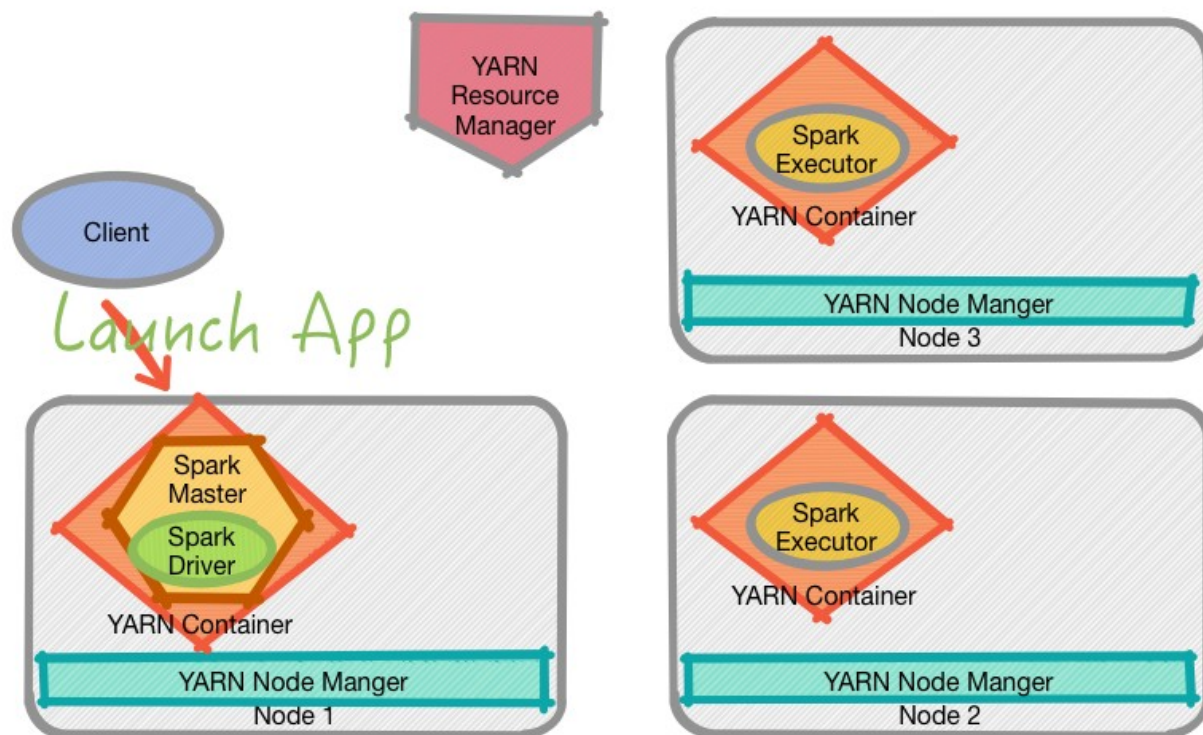 YARN
Resource
Manager
Spark
Executor
YARN Container
YARN Node Manger
Node 3
Client
Launch App
Spark
Master
Spark
Driver
YARN Container
YARN Node Manger
Node 1
Spark
Executor
YARN Container
YARN Node Manger
Node 2